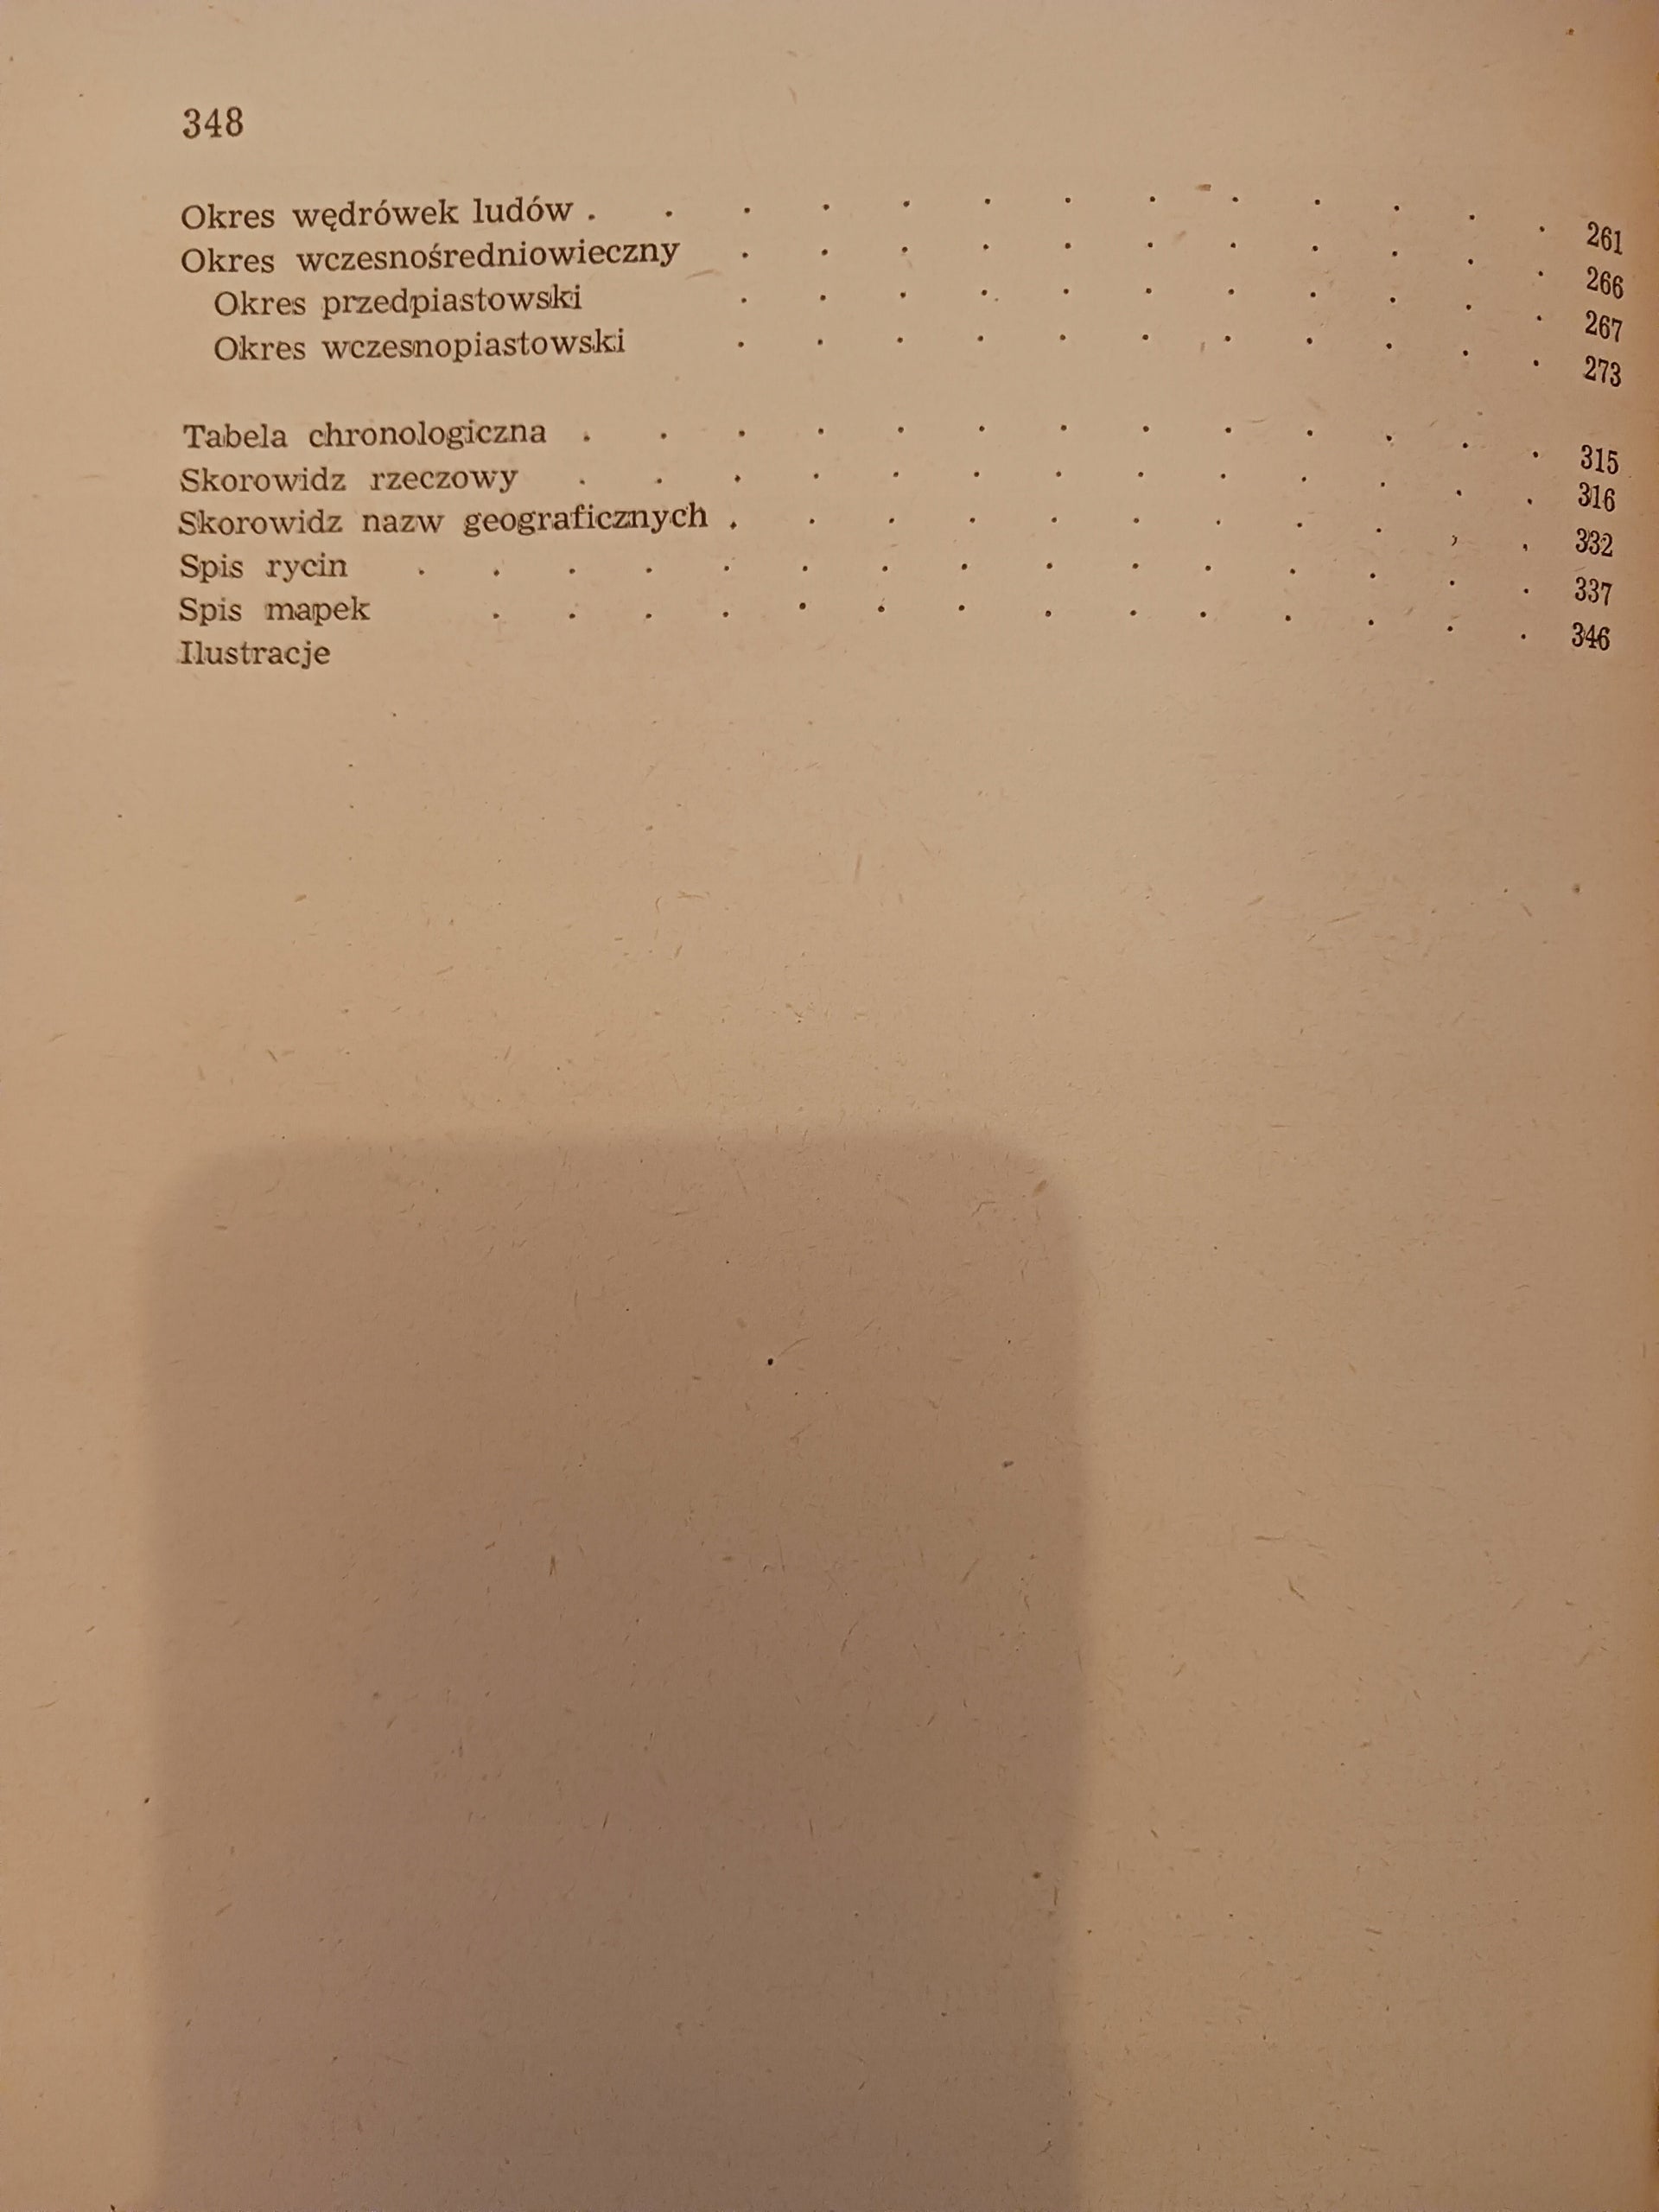 348
Okres wędrówek ludów . . . . . . . . . . . . . 261
Okres wczesnośredniowieczny . . . . . . . . . . . 266
Okres przedpiastowski . . . . . . . . . . . 267
Okres wczesnopiastowski . . . . . . . . . . . 273
Tabela chronologiczna . . . . . . . . . . . . . 315
Skorowidz rzeczowy . . . . . . . . . . . . . 316
Skorowidz nazw geograficznych . . . . . . . . . . . 332
Spis rycin . . . . . . . . . . . . . . . 337
Spis mapek . . . . . . . . . . . . . . 346
Ilustracje